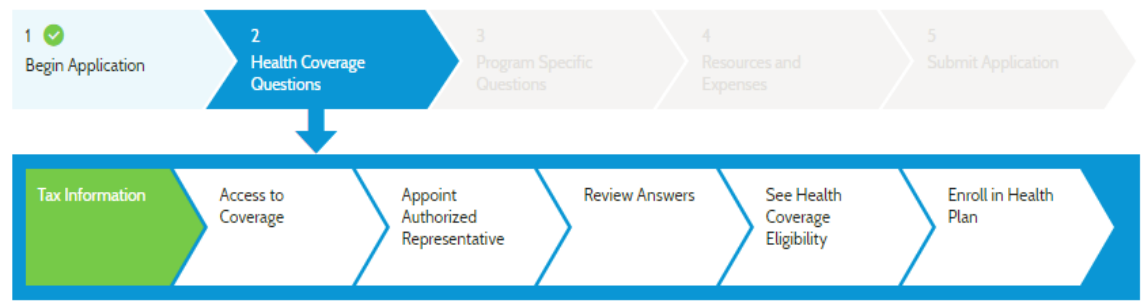 1
Begin Application
2
Health Coverage
Questions
3
Program Specific
Questions
4
Resources and
Expenses
5
Submit Application
Tax Information
Access to
Coverage
Appoint
Authorized
Representative
Review Answers
See Health
Coverage
Eligibility
Enroll in Health
Plan